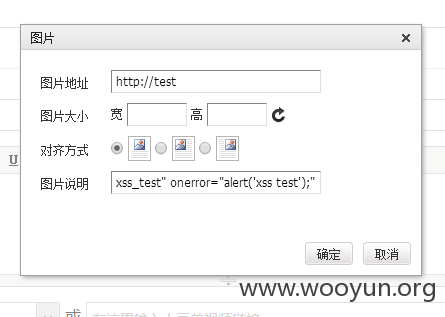 图片
图片地址 http://test
图片大小 宽 高
对齐方式
图片说明 xss_test" onerror="alert('xss test');"
确定 取消
U
www.wooyun.org
或